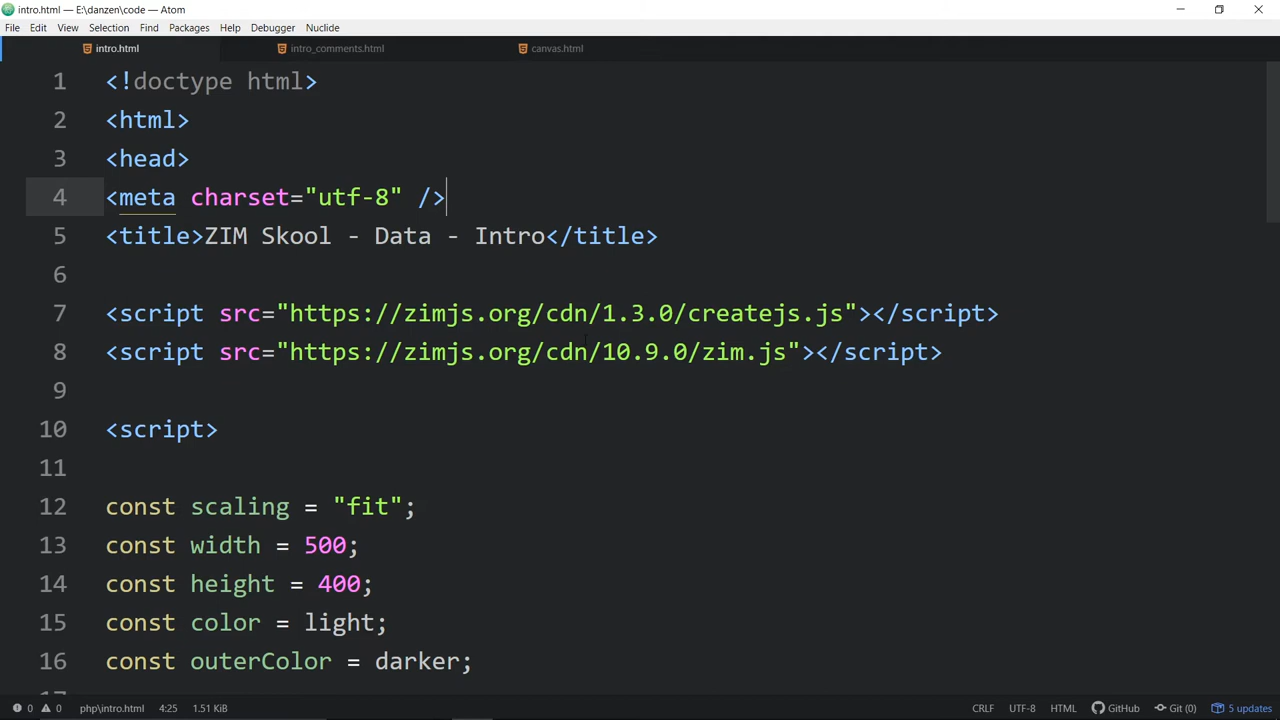 intro.html — E:\danzen\code — Atom
File Edit View Selection Find Packages Help Debugger Nuclide
intro.html intro_comments.html canvas.html
1 <!doctype html>
2 <html>
3 <head>
4 <meta charset="utf-8" />
5 <title>ZIM Skool - Data - Intro</title>
6
7 <script src="https://zimjs.org/cdn/1.3.0/createjs.js"></script>
8 <script src="https://zimjs.org/cdn/10.9.0/zim.js"></script>
9
10 <script>
11
12 const scaling = "fit";
13 const width = 500;
14 const height = 400;
15 const color = light;
16 const outerColor = darker;
17
0 0 php\intro.html 4:25 1.51 KiB CRLF UTF-8 HTML GitHub Git (0) 5 updates